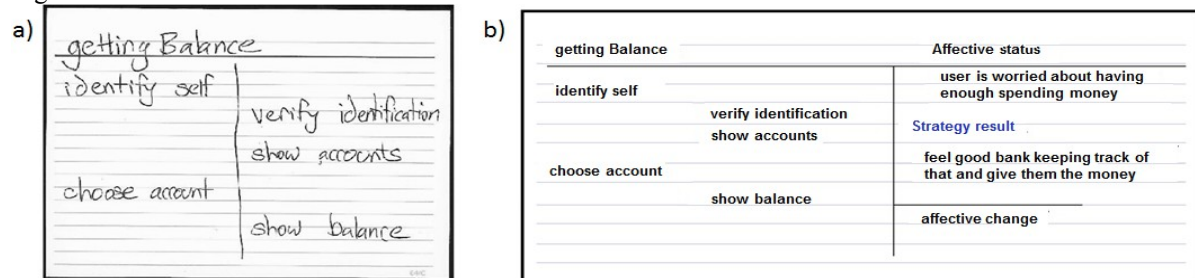 a)
getting Balance
identify self
verify identification
show accounts
choose account
show balance
b)
getting Balance
Affective status
user is worried about having
enough spending money
identify self
verify identification
show accounts
Strategy result
feel good bank keeping track of
that and give them the money
choose account
show balance
affective change